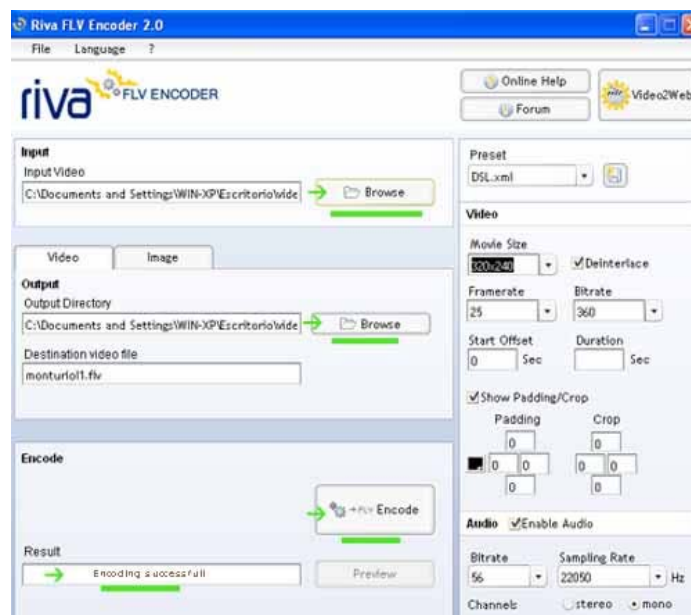 Riva FLV Encoder 2.0
File Language ?
riva FLV ENCODER
Online Help
Forum
Video2Web
Input
Input Video
C:\Documents and Settings\WIN-XP\Escritorio\vide
Browse
Video Image
Output
Output Directory
C:\Documents and Settings\WIN-XP\Escritorio\vide
Browse
Destination video file
monturiol1.flv
Encode
→FLV Encode
Result
Encoding successfull
Preview
Preset
DSL.xml
Video
Movie Size
320x240
Deinterlace
Framerate Bitrate
25 360
Start Offset Duration
0 Sec Sec
Show Padding/Crop
Padding Crop
0 0
0 0 0 0
0 0
Audio Enable Audio
Bitrate Sampling Rate
56 22050 Hz
Channels stereo mono